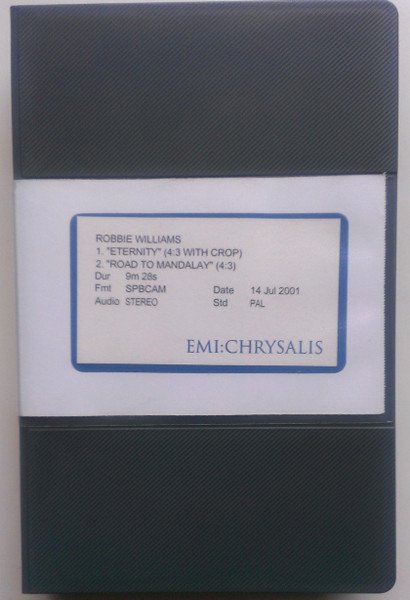 ROBBIE WILLIAMS
1. "ETERNITY" (4:3 WITH CROP)
2. "ROAD TO MANDALAY" (4:3)
Dur 9m 28s
Fmt SPBCAM Date 14 Jul 2001
Audio STEREO Std PAL
EMI:CHRYSALIS